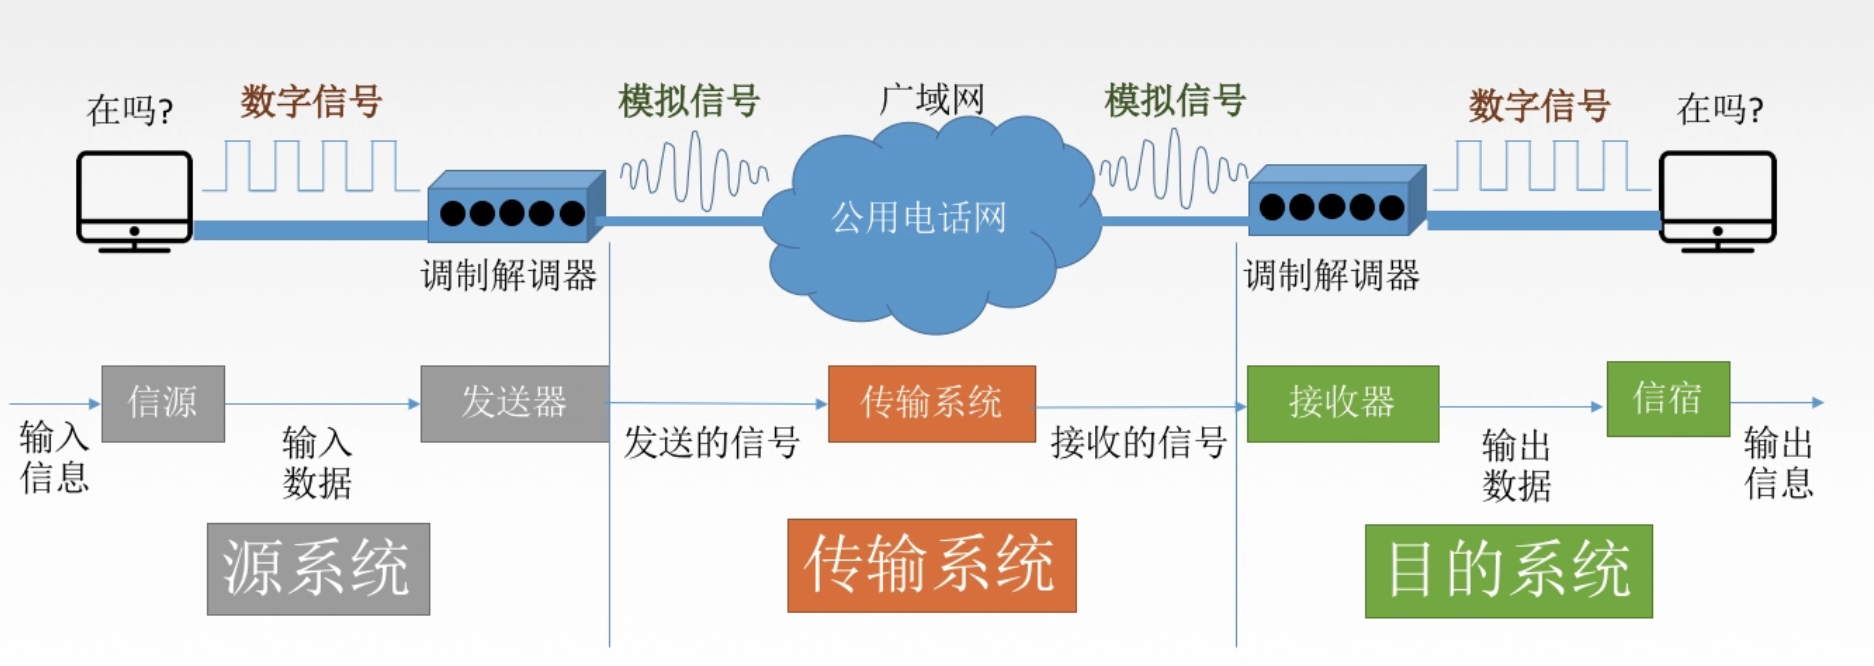 在吗?
数字信号
模拟信号
广域网
模拟信号
数字信号
在吗?
公用电话网
调制解调器
调制解调器
信源
发送器
传输系统
接收器
信宿
输入
信息
输入
数据
发送的信号
接收的信号
输出
数据
输出
信息
源系统
传输系统
目的系统